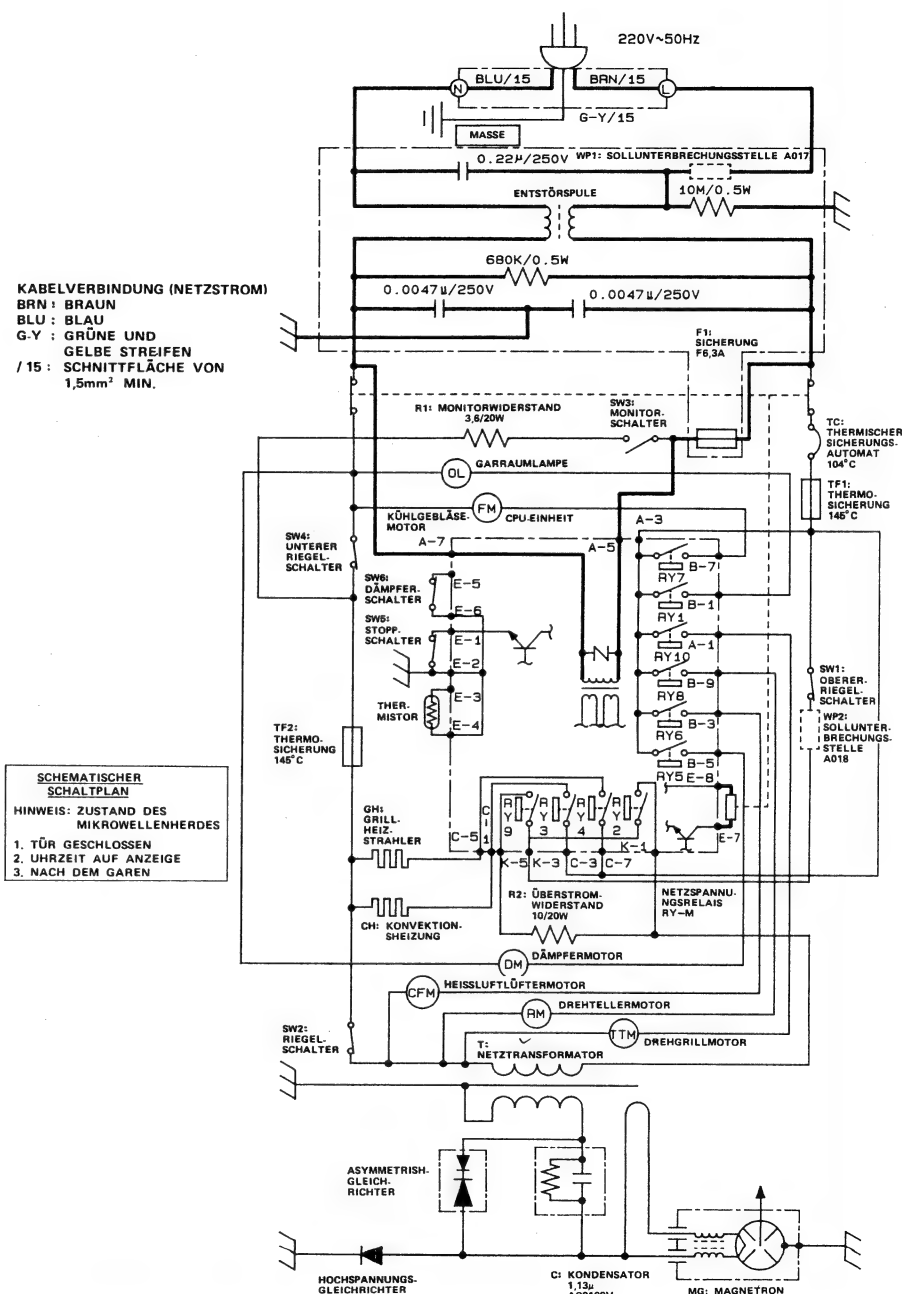 220V~50Hz
BLU/15
BRN/15
N
L
G-Y/15
MASSE
0.22µ/250V
WP1: SOLLUNTERBRECHUNGSSTELLE A017
10M/0.5W
ENTSTÖRSPULE
680K/0.5W
0.0047µ/250V
0.0047µ/250V
KABELVERBINDUNG (NETZSTROM)
BRN : BRAUN
BLU : BLAU
G-Y : GRÜNE UND
GELBE STREIFEN
/ 15 : SCHNITTFLÄCHE VON
1,5mm² MIN.
F1:
SICHERUNG
F6,3A
R1: MONITORWIDERSTAND
3,6/20W
SW3:
MONITOR-
SCHALTER
TC:
THERMISCHER
SICHERUNGS-
AUTOMAT
104°C
OL
GARRAUMLAMPE
TF1:
THERMO-
SICHERUNG
145°C
FM
KÜHLGEBLÄSE-
MOTOR
CPU-EINHEIT
A-7
A-5
A-3
SW4:
UNTERER
RIEGEL-
SCHALTER
SW6:
DÄMPFER-
SCHALTER
E-5
E-6
SW5:
STOPP-
SCHALTER
E-1
E-2
THER-
MISTOR
E-3
E-4
N
B-7
RY7
B-1
RY1
A-1
RY10
B-9
RY8
B-3
RY6
B-5
RY5
E-8
E-7
SW1:
OBERER-
RIEGEL-
SCHALTER
WP2:
SOLLUNTER-
BRECHUNGS-
STELLE
A018
TF2:
THERMO-
SICHERUNG
145°C
SCHEMATISCHER
SCHALTPLAN
HINWEIS: ZUSTAND DES
MIKROWELLENHERDES
1. TÜR GESCHLOSSEN
2. UHRZEIT AUF ANZEIGE
3. NACH DEM GAREN
GH:
GRILL-
HEIZ-
STRAHLER
C-5
C-1
RY9
RY3
RY4
RY2
K-5
K-3
C-3
C-7
K-1
R2: ÜBERSTROM-
WIDERSTAND
10/20W
NETZSPANNU-
NGSRELAIS
RY-M
CH: KONVEKTION-
SHEIZUNG
DM
DÄMPFERMOTOR
CFM
HEISSLUFTLÜFTERMOTOR
RM
DREHTELLERMOTOR
TTM
DREHGRILLMOTOR
SW2:
RIEGEL-
SCHALTER
T:
NETZTRANSFORMATOR
ASYMMETRISH-
GLEICH-
RICHTER
HOCHSPANNUNGS-
GLEICHRICHTER
C: KONDENSATOR
1,13µ
MG: MAGNETRON